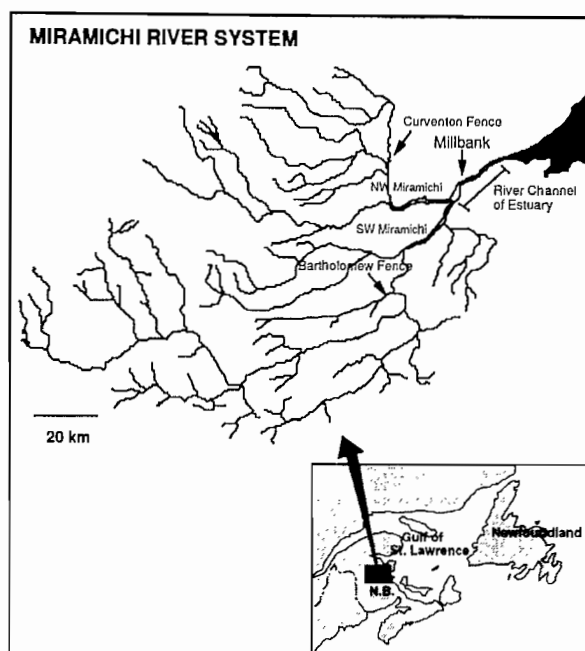 MIRAMICHI RIVER SYSTEM
Curventon Fence
Millbank
NW Miramichi
River Channel
of Estuary
SW Miramichi
Bartholomew Fence
20 km
Gulf of
St. Lawrence
Newfoundland
N.B.